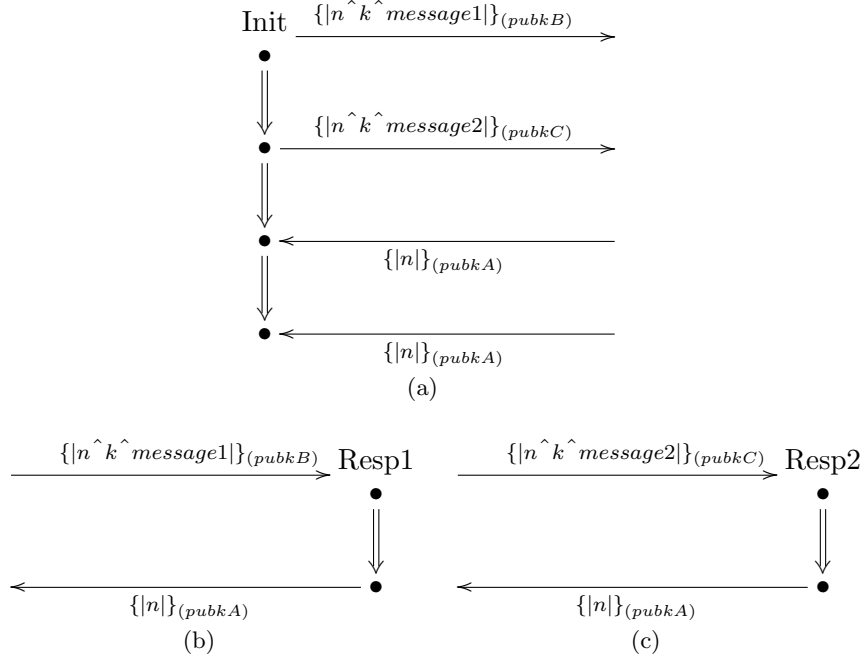 Init
{|n^k^message1|}(pubkB)
{|n^k^message2|}(pubkC)
{|n|}(pubkA)
{|n|}(pubkA)
(a)
{|n^k^message1|}(pubkB)
Resp1
{|n|}(pubkA)
(b)
{|n^k^message2|}(pubkC)
Resp2
{|n|}(pubkA)
(c)